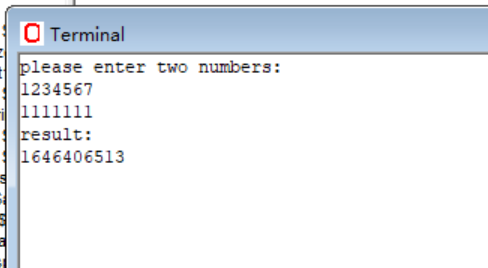 Terminal
please enter two numbers:
1234567
1111111
result:
1646406513